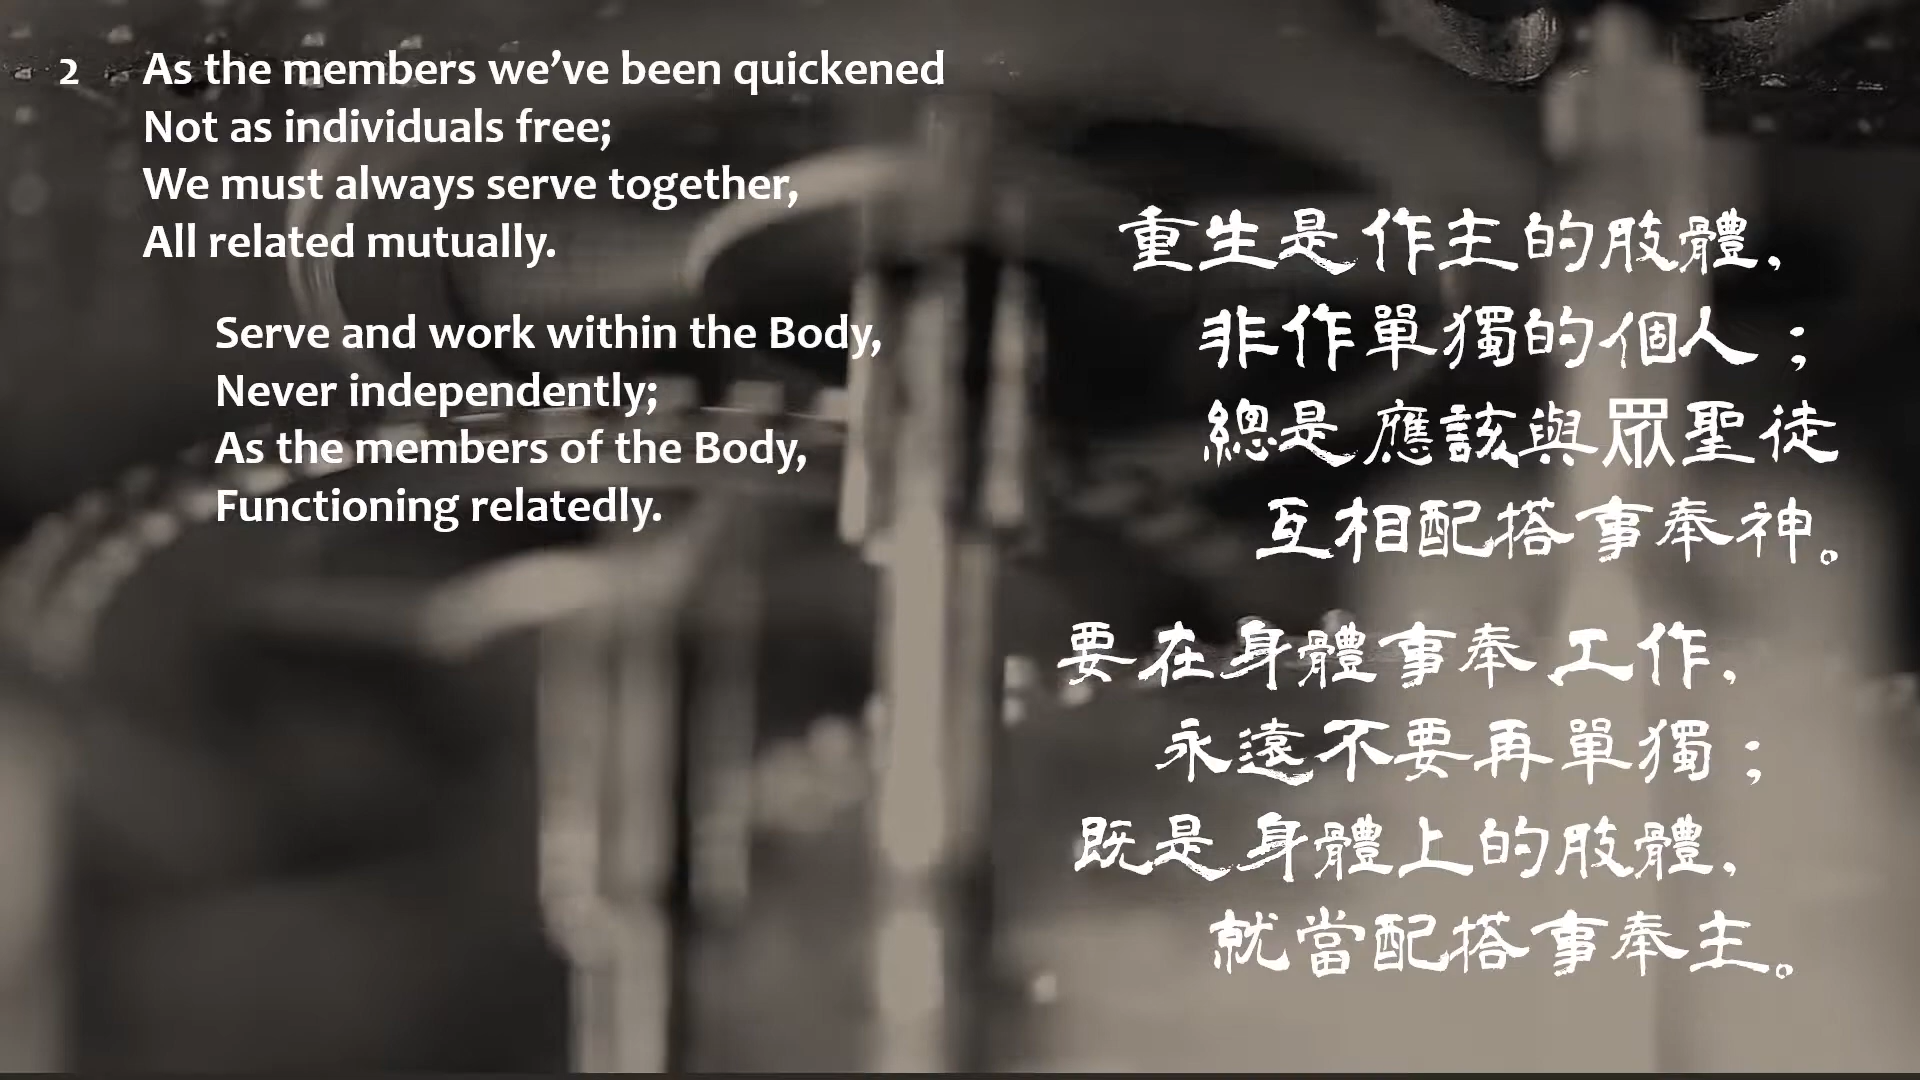 2 As the members we’ve been quickened
Not as individuals free;
We must always serve together,
All related mutually.
Serve and work within the Body,
Never independently;
As the members of the Body,
Functioning relatedly.
重生是作主的肢體，
非作單獨的個人；
總是應該與眾聖徒
互相配搭事奉神。
要在身體事奉工作，
永遠不要再單獨；
既是身體上的肢體，
就當配搭事奉主。